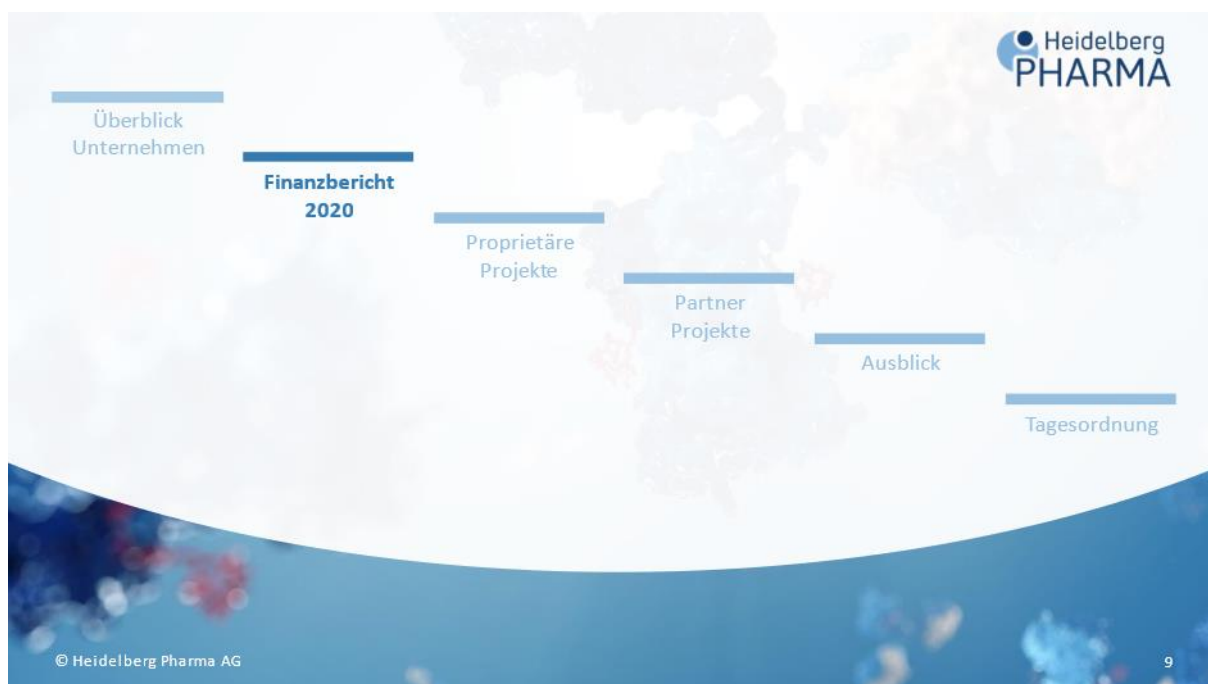 Heidelberg
PHARMA
Überblick
Unternehmen
Finanzbericht
2020
Proprietäre
Projekte
Partner
Projekte
Ausblick
Tagesordnung
© Heidelberg Pharma AG
9